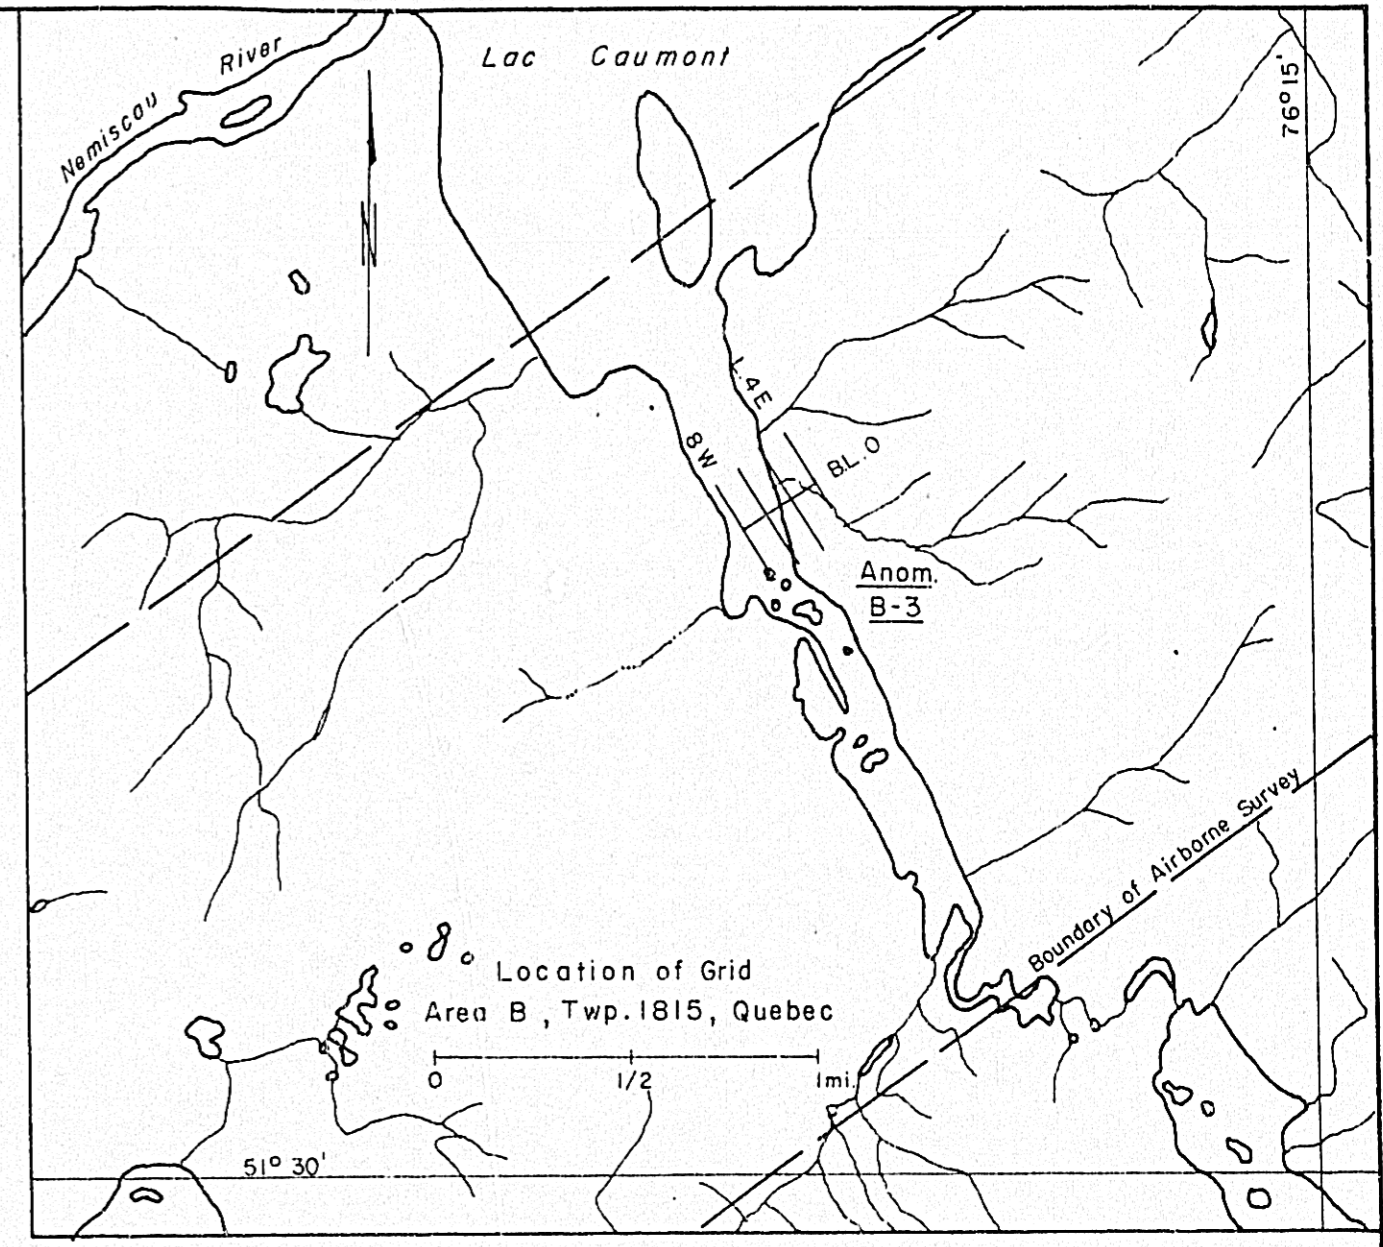 Lac Caumont
Nemiscau River
76°15'
N
L.4E
8W
B.L.O
Anom.
B-3
Boundary of Airborne Survey
Location of Grid
Area B, Twp. 1815, Quebec
0 1/2 1mi.
51° 30'